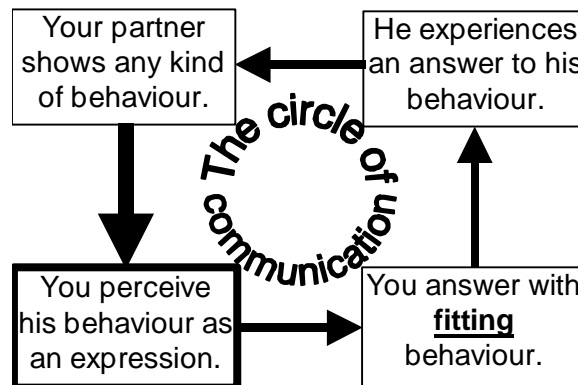 Your partner
shows any kind
of behaviour.
He experiences
an answer to his
behaviour.
The circle of
communication
You perceive
his behaviour as
an expression.
You answer with
fitting
behaviour.